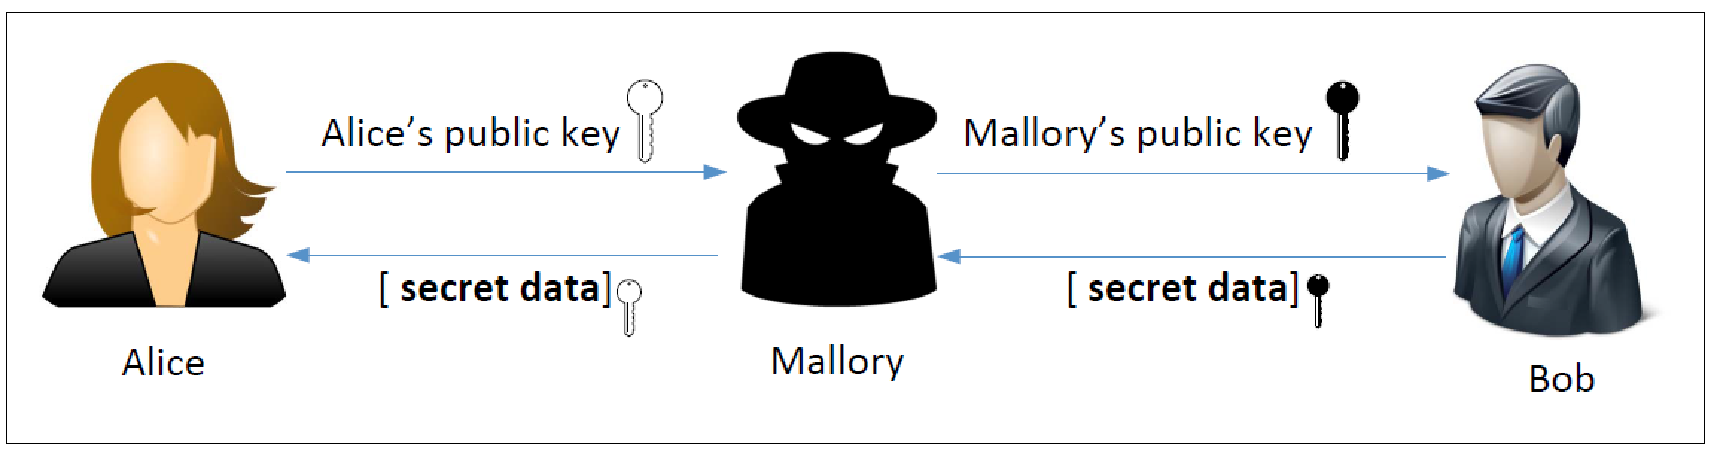 Alice's public key
Mallory's public key
[ secret data]
[ secret data]
Alice
Mallory
Bob